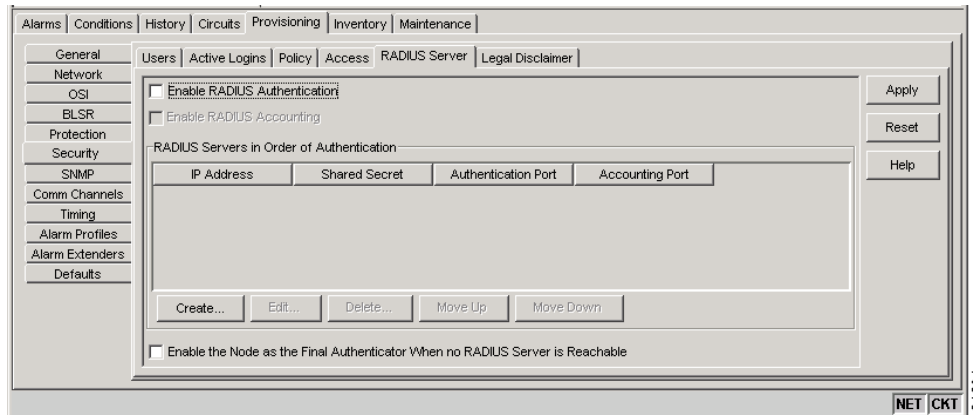 Alarms Conditions History Circuits Provisioning Inventory Maintenance
General
Network
OSI
BLSR
Protection
Security
SNMP
Comm Channels
Timing
Alarm Profiles
Alarm Extenders
Defaults
Users Active Logins Policy Access RADIUS Server Legal Disclaimer
Enable RADIUS Authentication
Enable RADIUS Accounting
RADIUS Servers in Order of Authentication
IP Address Shared Secret Authentication Port Accounting Port
Create... Edit... Delete... Move Up Move Down
Enable the Node as the Final Authenticator When no RADIUS Server is Reachable
Apply
Reset
Help
NET CKT